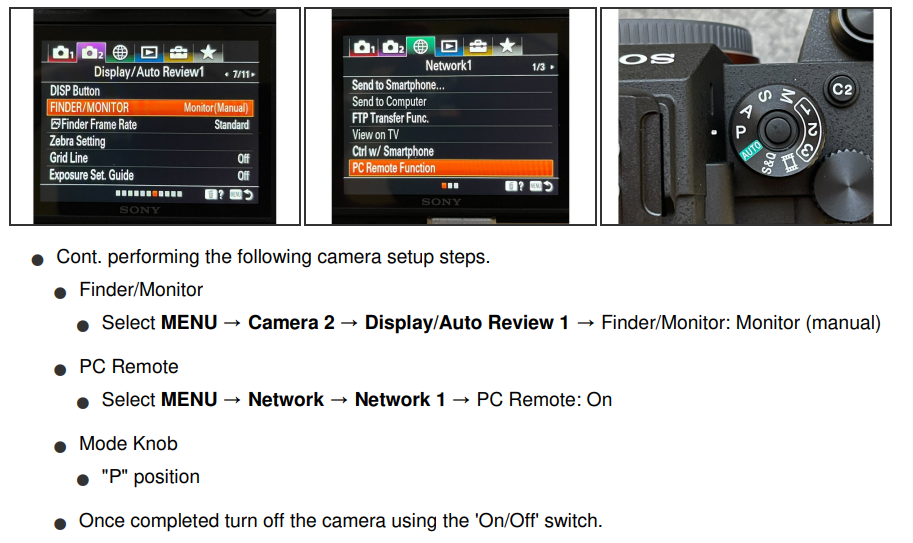 Display/Auto Review1 ◂ 7/11▸
DISP Button
FINDER/MONITOR Monitor(Manual)
Finder Frame Rate Standard
Zebra Setting
Grid Line Off
Exposure Set. Guide Off
SONY
Network1 1/3 ▸
Send to Smartphone...
Send to Computer
FTP Transfer Func.
View on TV
Ctrl w/ Smartphone
PC Remote Function
SONY
OS
C2
AUTO P A S M 1 2 3 S&Q
● Cont. performing the following camera setup steps.
● Finder/Monitor
● Select MENU → Camera 2 → Display/Auto Review 1 → Finder/Monitor: Monitor (manual)
● PC Remote
● Select MENU → Network → Network 1 → PC Remote: On
● Mode Knob
● "P" position
● Once completed turn off the camera using the 'On/Off' switch.